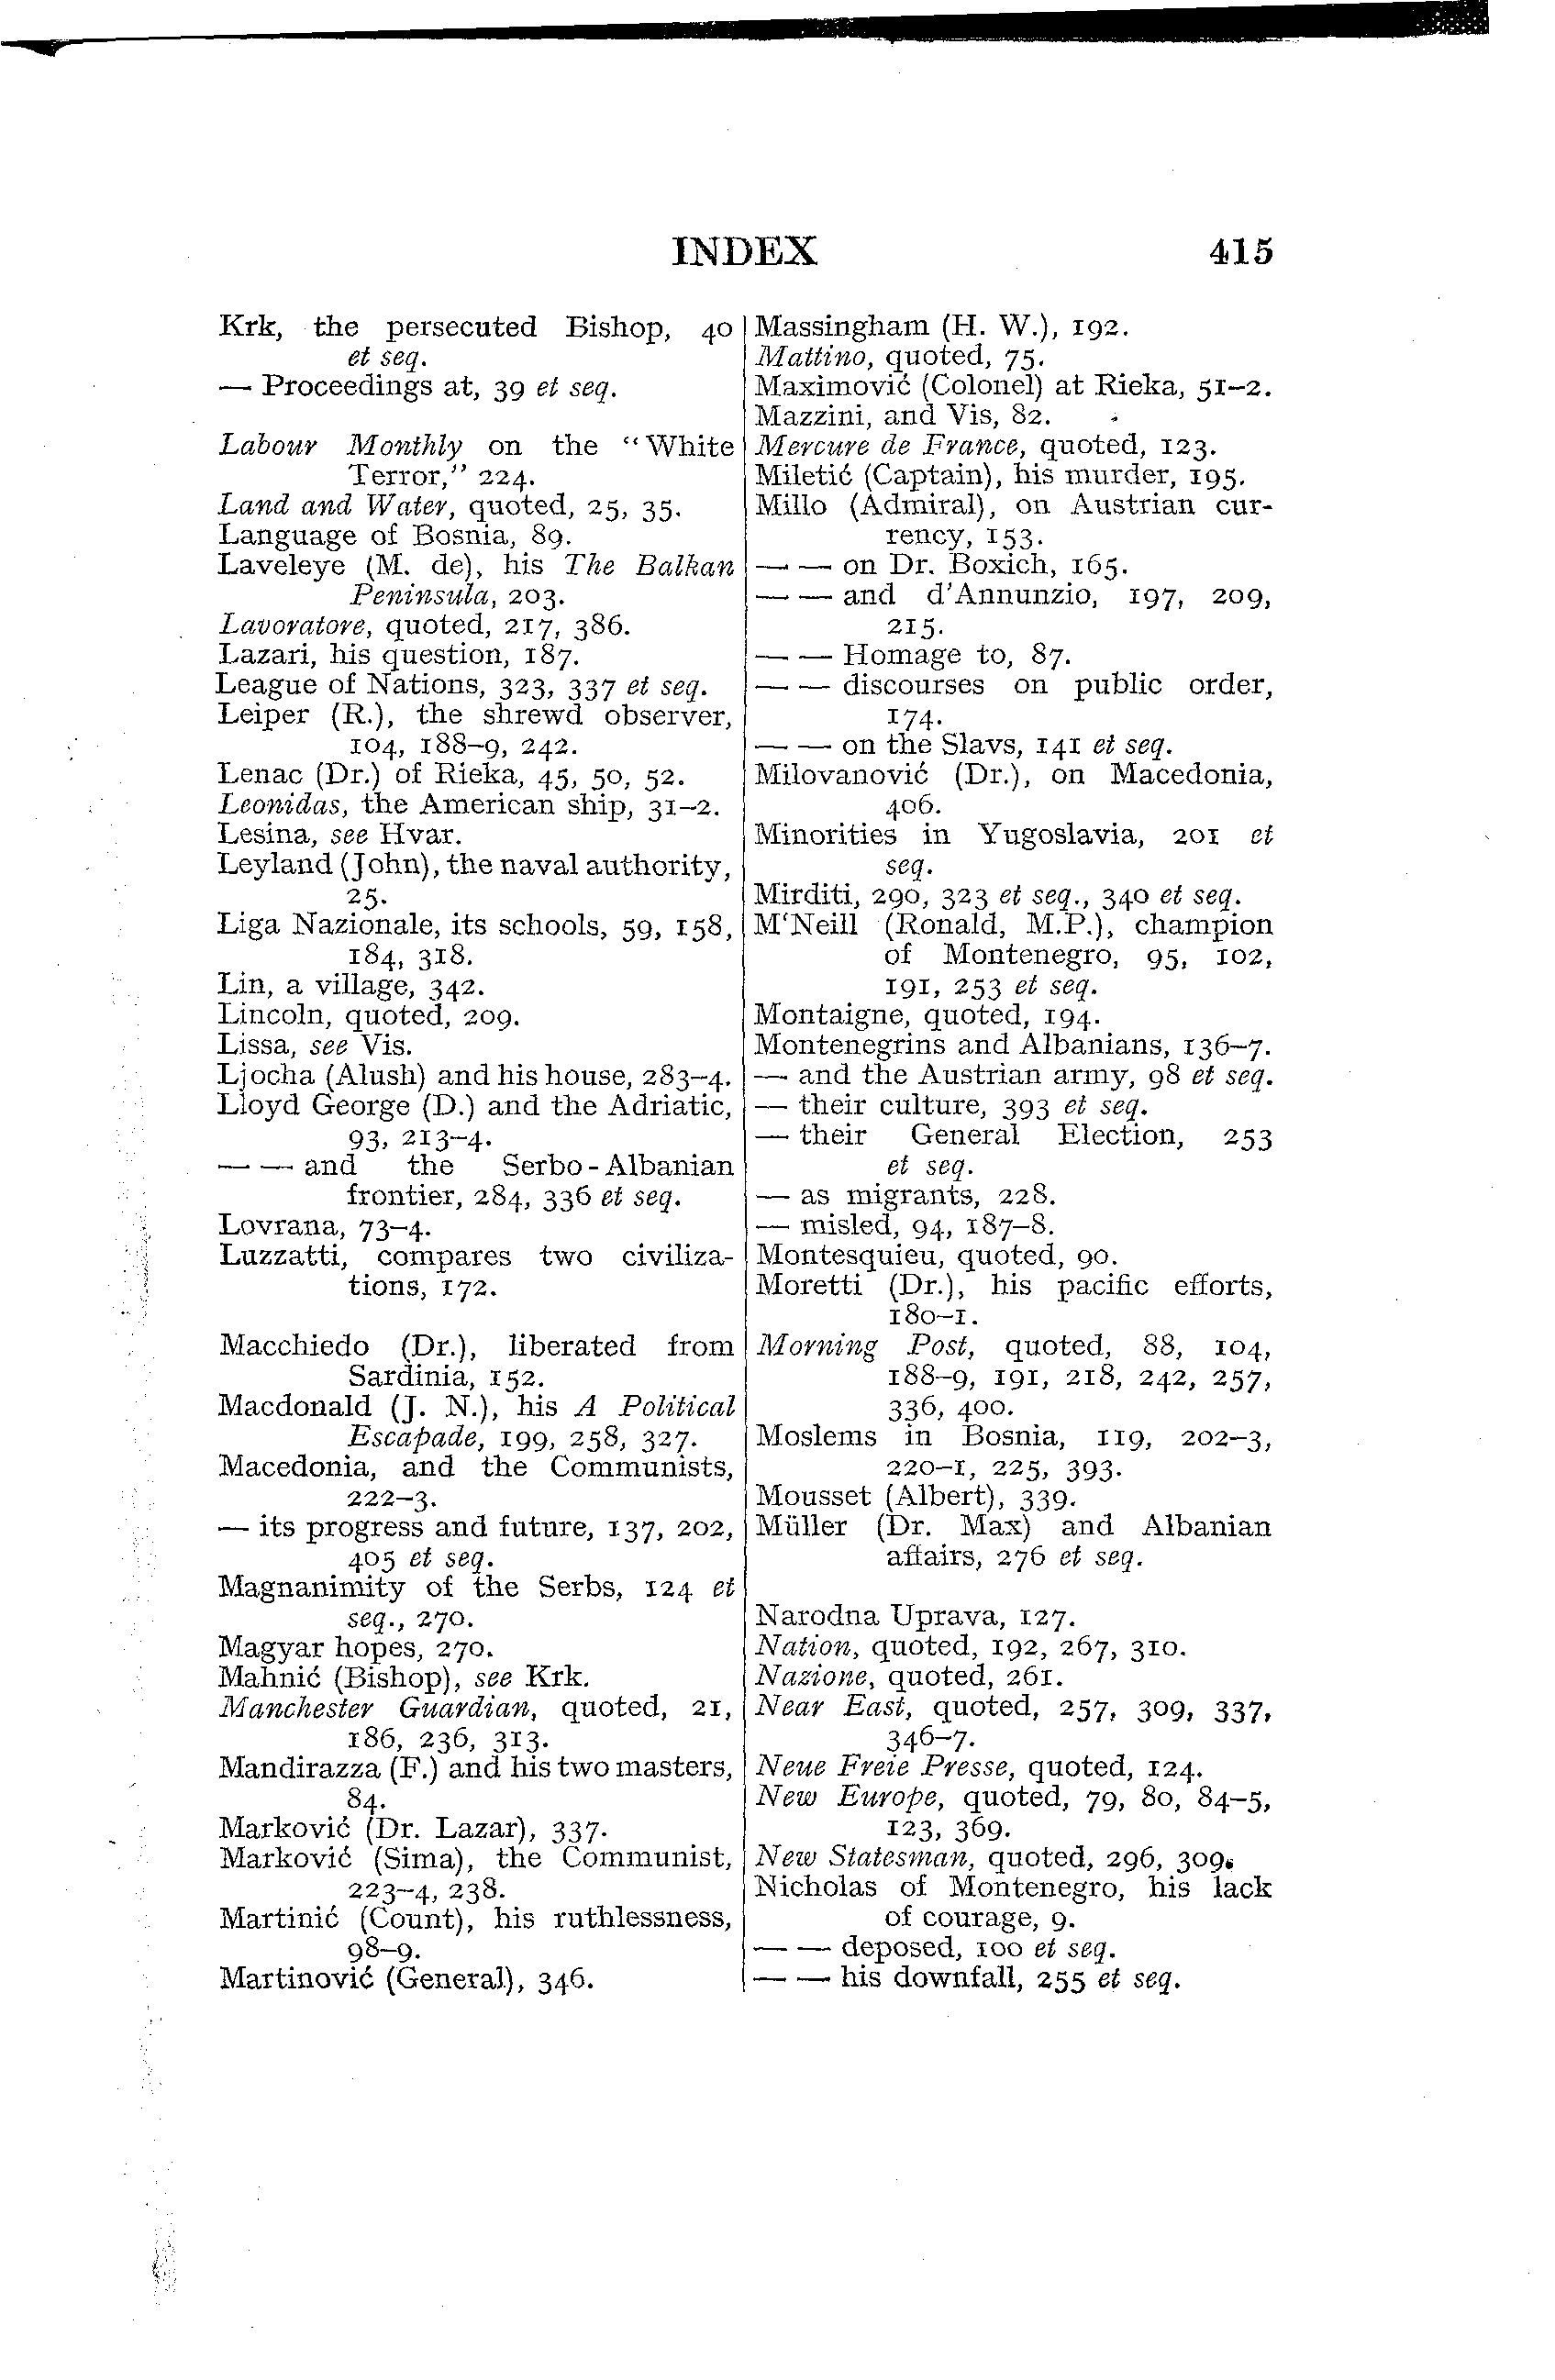 INDEX 415
Krk, the persecuted Bishop, 40
et seq.
— Proceedings at, 39 et seq.
Labour Monthly on the "White
Terror," 224.
Land and Water, quoted, 25, 35.
Language of Bosnia, 89.
Laveleye (M. de), his The Balkan
Peninsula, 203.
Lavoratore, quoted, 217, 386.
Lazari, his question, 187.
League of Nations, 323, 337 et seq.
Leiper (R.), the shrewd observer,
104, 188–9, 242.
Lenac (Dr.) of Rieka, 45, 50, 52.
Leonidas, the American ship, 31–2.
Lesina, see Hvar.
Leyland (John), the naval authority,
25.
Liga Nazionale, its schools, 59, 158,
184, 318.
Lin, a village, 342.
Lincoln, quoted, 209.
Lissa, see Vis.
Ljocha (Alush) and his house, 283–4.
Lloyd George (D.) and the Adriatic,
93, 213–4.
— — and the Serbo-Albanian
frontier, 284, 336 et seq.
Lovrana, 73–4.
Luzzatti, compares two civiliza-
tions, 172.
Macchiedo (Dr.), liberated from
Sardinia, 152.
Macdonald (J. N.), his A Political
Escapade, 199, 258, 327.
Macedonia, and the Communists,
222–3.
— its progress and future, 137, 202,
405 et seq.
Magnanimity of the Serbs, 124 et
seq., 270.
Magyar hopes, 270.
Mahnić (Bishop), see Krk.
Manchester Guardian, quoted, 21,
186, 236, 313.
Mandirazza (F.) and his two masters,
84.
Marković (Dr. Lazar), 337.
Marković (Sima), the Communist,
223–4, 238.
Martinić (Count), his ruthlessness,
98–9.
Martinović (General), 346.
Massingham (H. W.), 192.
Mattino, quoted, 75.
Maximović (Colonel) at Rieka, 51–2.
Mazzini, and Vis, 82.
Mercure de France, quoted, 123.
Miletić (Captain), his murder, 195.
Millo (Admiral), on Austrian cur-
rency, 153.
— — on Dr. Boxich, 165.
— — and d'Annunzio, 197, 209,
215.
— — Homage to, 87.
— — discourses on public order,
174.
— — on the Slavs, 141 et seq.
Milovanović (Dr.), on Macedonia,
406.
Minorities in Yugoslavia, 201 et
seq.
Mirditi, 290, 323 et seq., 340 et seq.
M'Neill (Ronald, M.P.), champion
of Montenegro, 95, 102,
191, 253 et seq.
Montaigne, quoted, 194.
Montenegrins and Albanians, 136–7.
— and the Austrian army, 98 et seq.
— their culture, 393 et seq.
— their General Election, 253
et seq.
— as migrants, 228.
— misled, 94, 187–8.
Montesquieu, quoted, 90.
Moretti (Dr.), his pacific efforts,
180–1.
Morning Post, quoted, 88, 104,
188–9, 191, 218, 242, 257,
336, 400.
Moslems in Bosnia, 119, 202–3,
220–1, 225, 393.
Mousset (Albert), 339.
Müller (Dr. Max) and Albanian
affairs, 276 et seq.
Narodna Uprava, 127.
Nation, quoted, 192, 267, 310.
Nazione, quoted, 261.
Near East, quoted, 257, 309, 337,
346–7.
Neue Freie Presse, quoted, 124.
New Europe, quoted, 79, 80, 84–5,
123, 369.
New Statesman, quoted, 296, 309.
Nicholas of Montenegro, his lack
of courage, 9.
— — deposed, 100 et seq.
— — his downfall, 255 et seq.